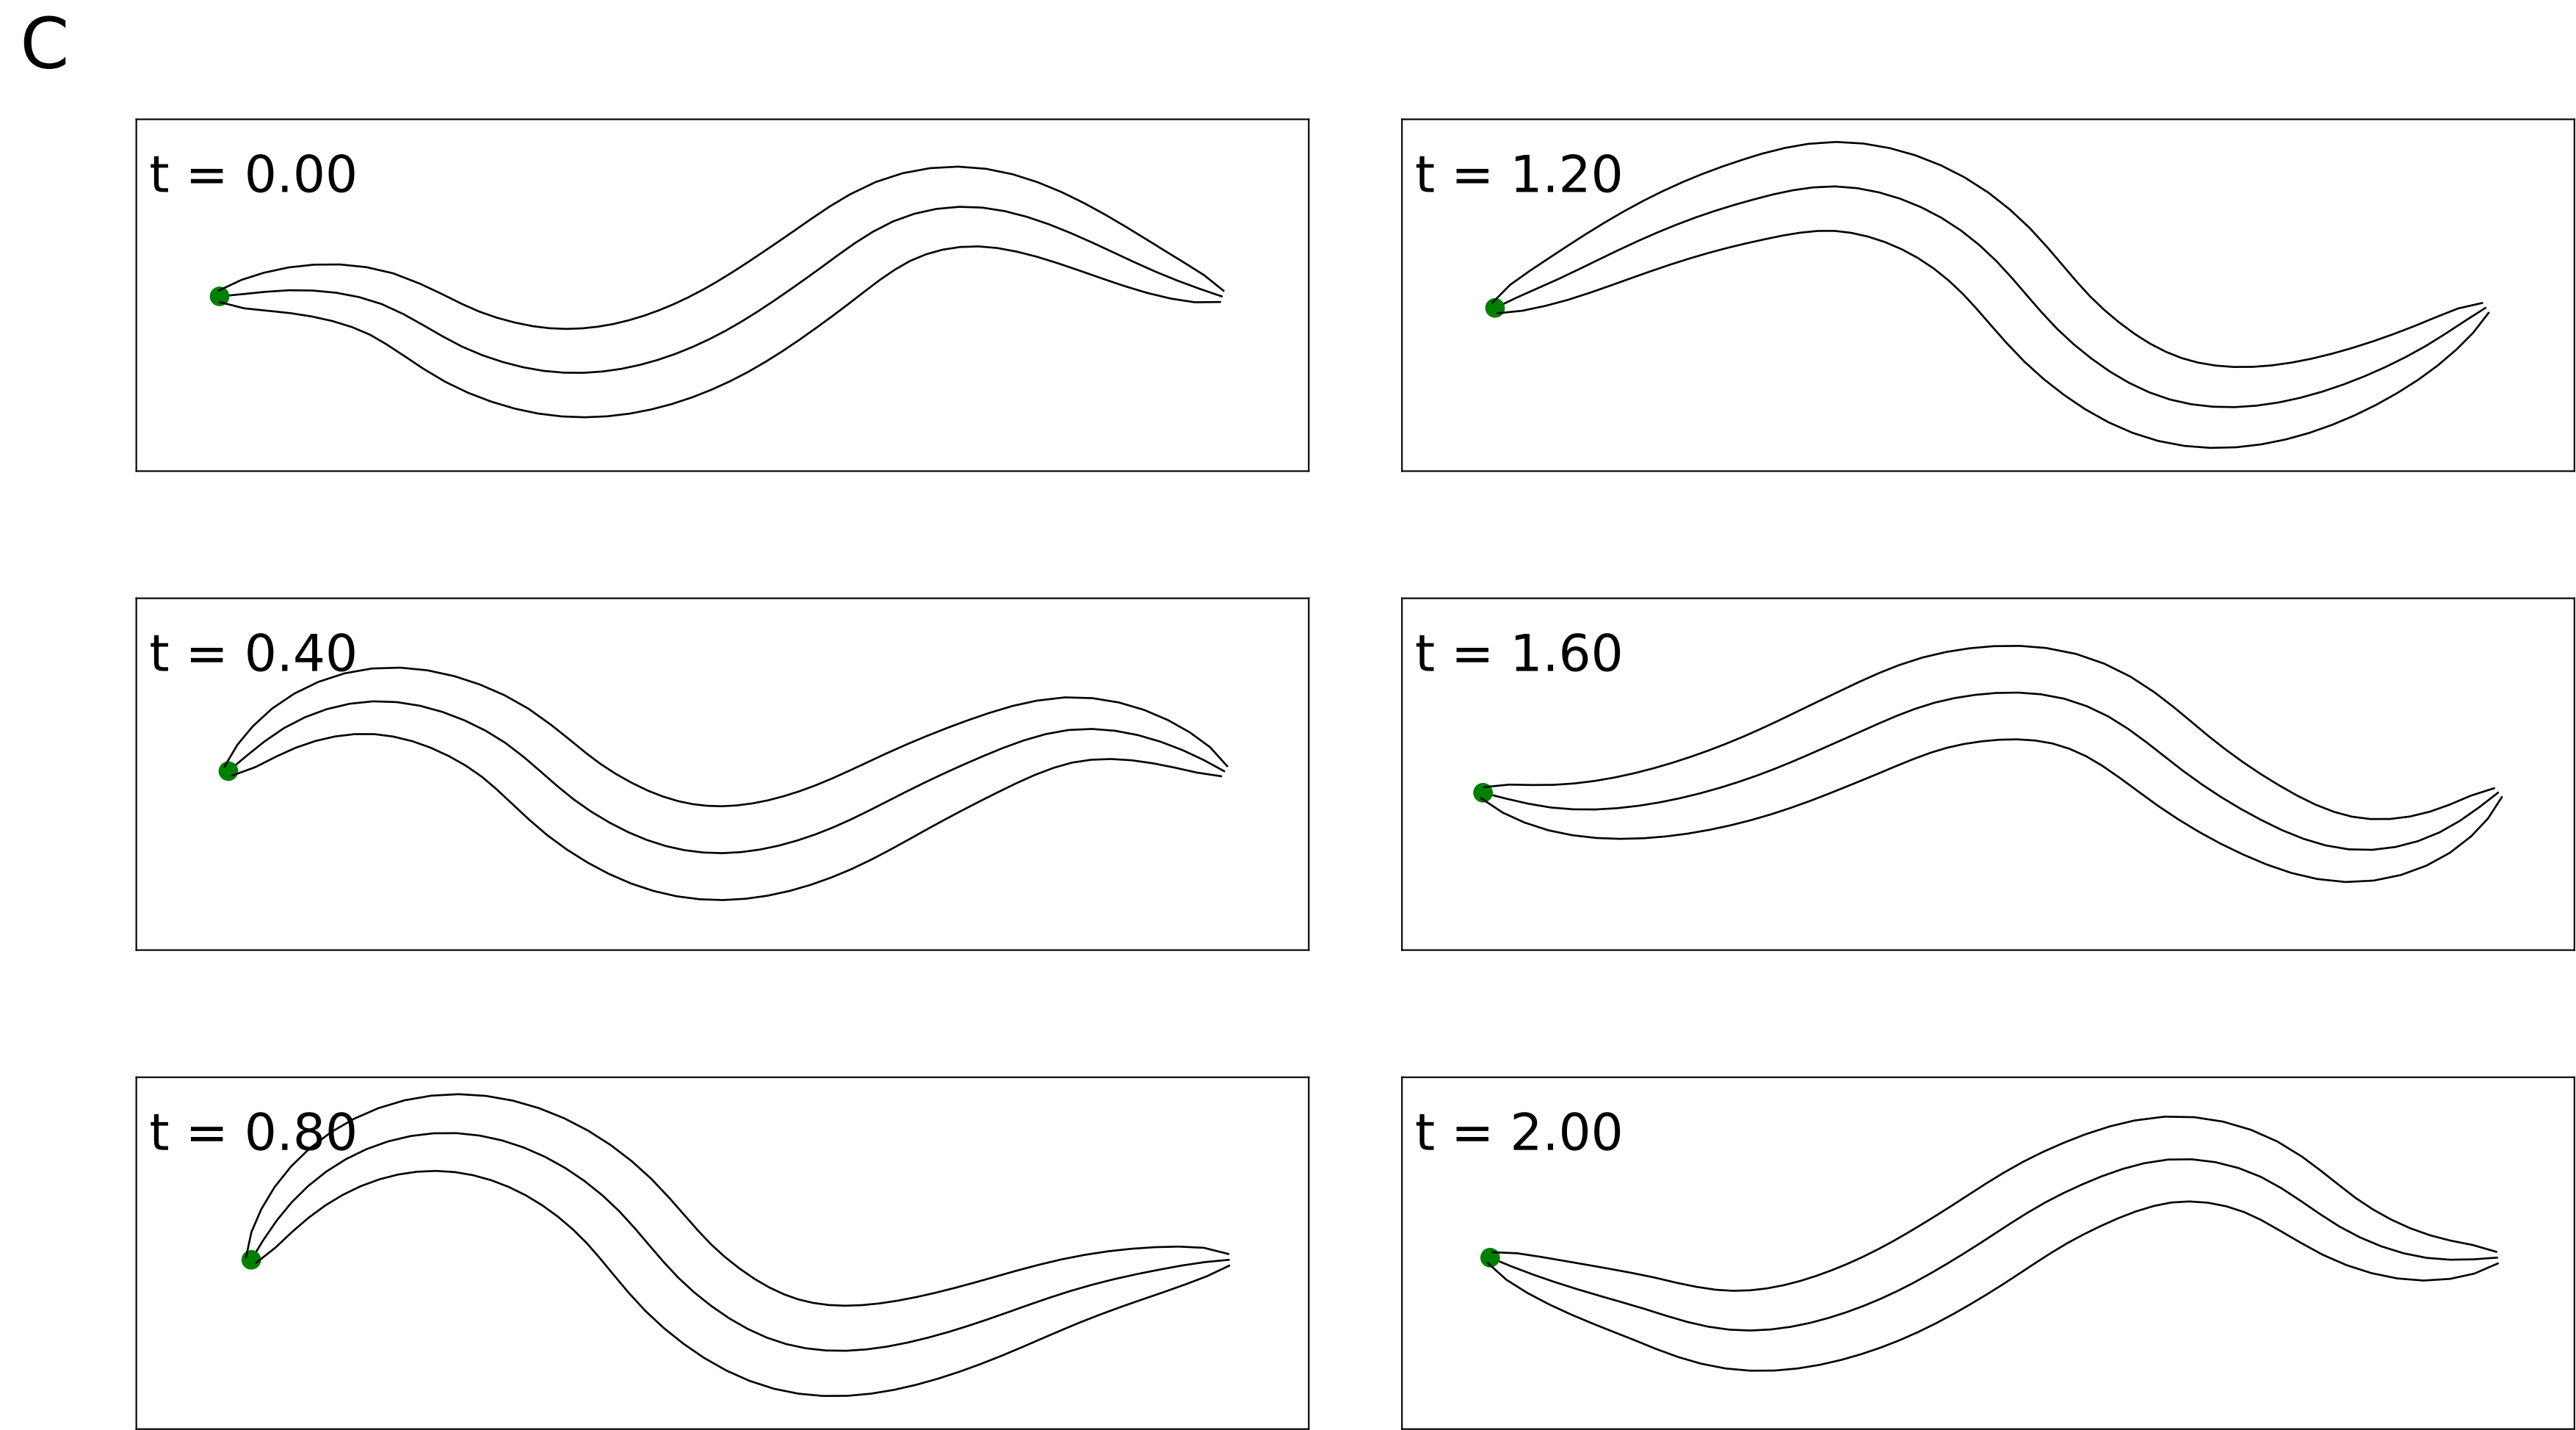 C
t = 0.00
t = 1.20
t = 0.40
t = 1.60
t = 0.80
t = 2.00